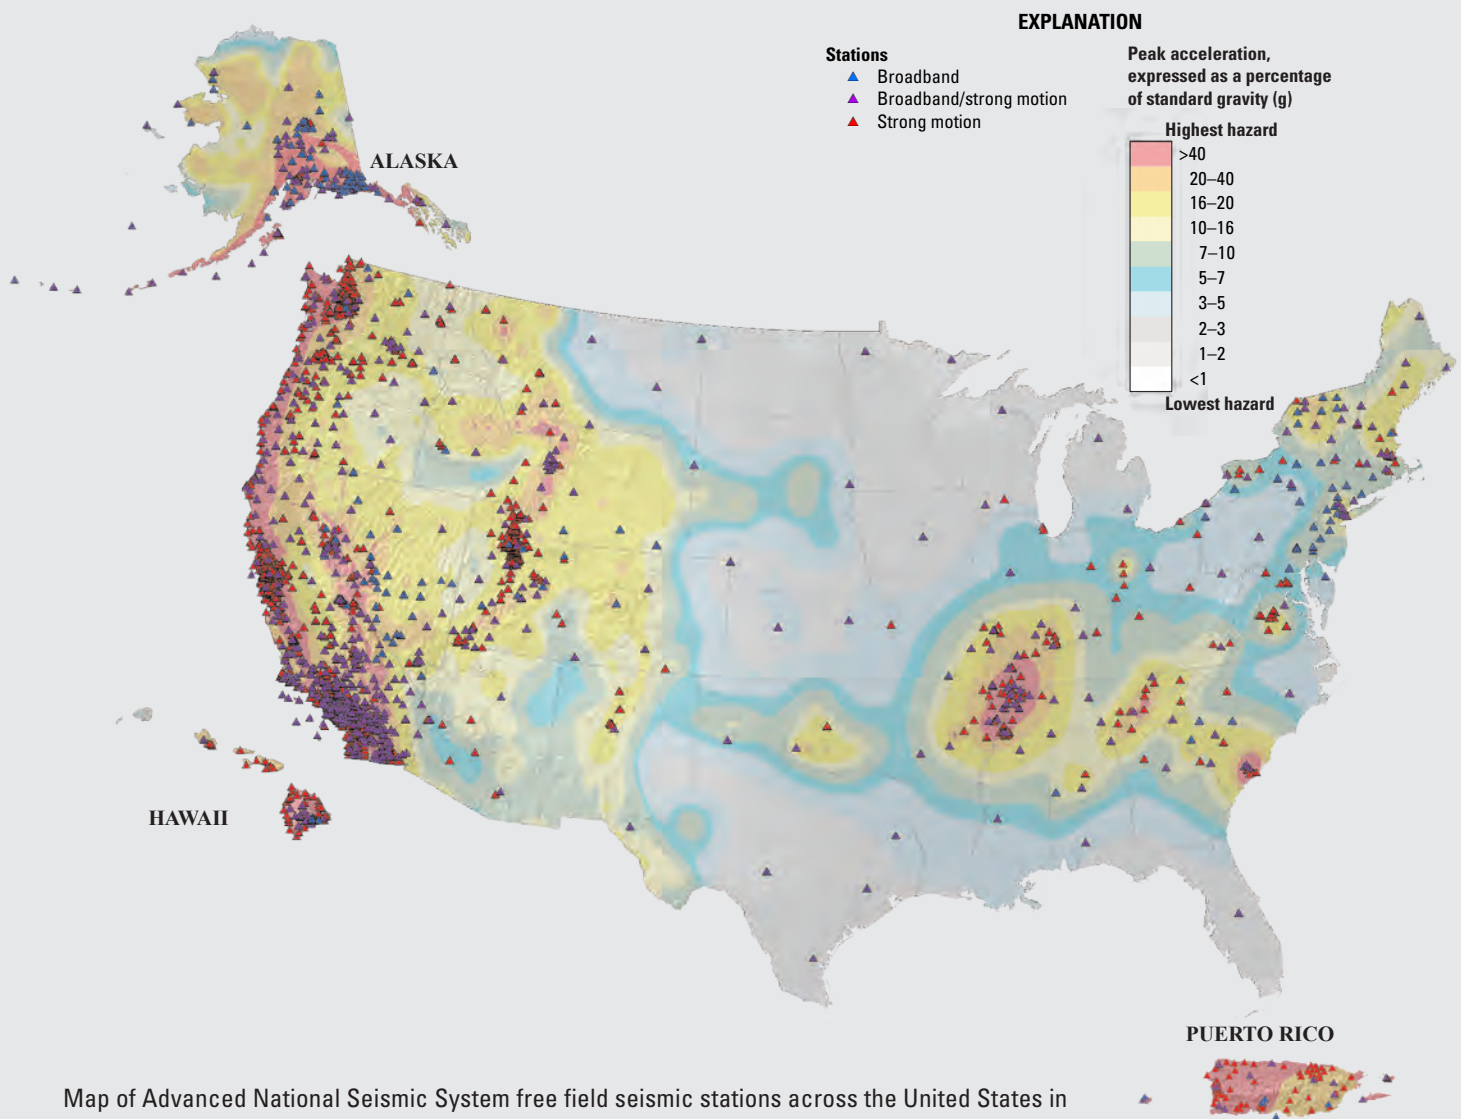 EXPLANATION
Stations
Broadband
Broadband/strong motion
Strong motion
Peak acceleration,
expressed as a percentage
of standard gravity (g)
Highest hazard
>40
20–40
16–20
10–16
7–10
5–7
3–5
2–3
1–2
<1
Lowest hazard
ALASKA
HAWAII
PUERTO RICO
Map of Advanced National Seismic System free field seismic stations across the United States in